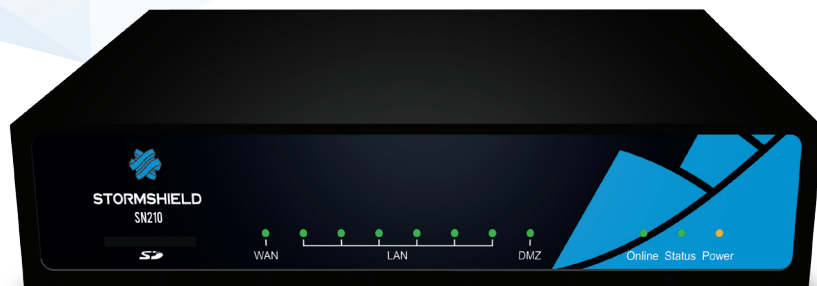 STORMSHIELD
SN210
SD
WAN LAN DMZ
Online Status Power